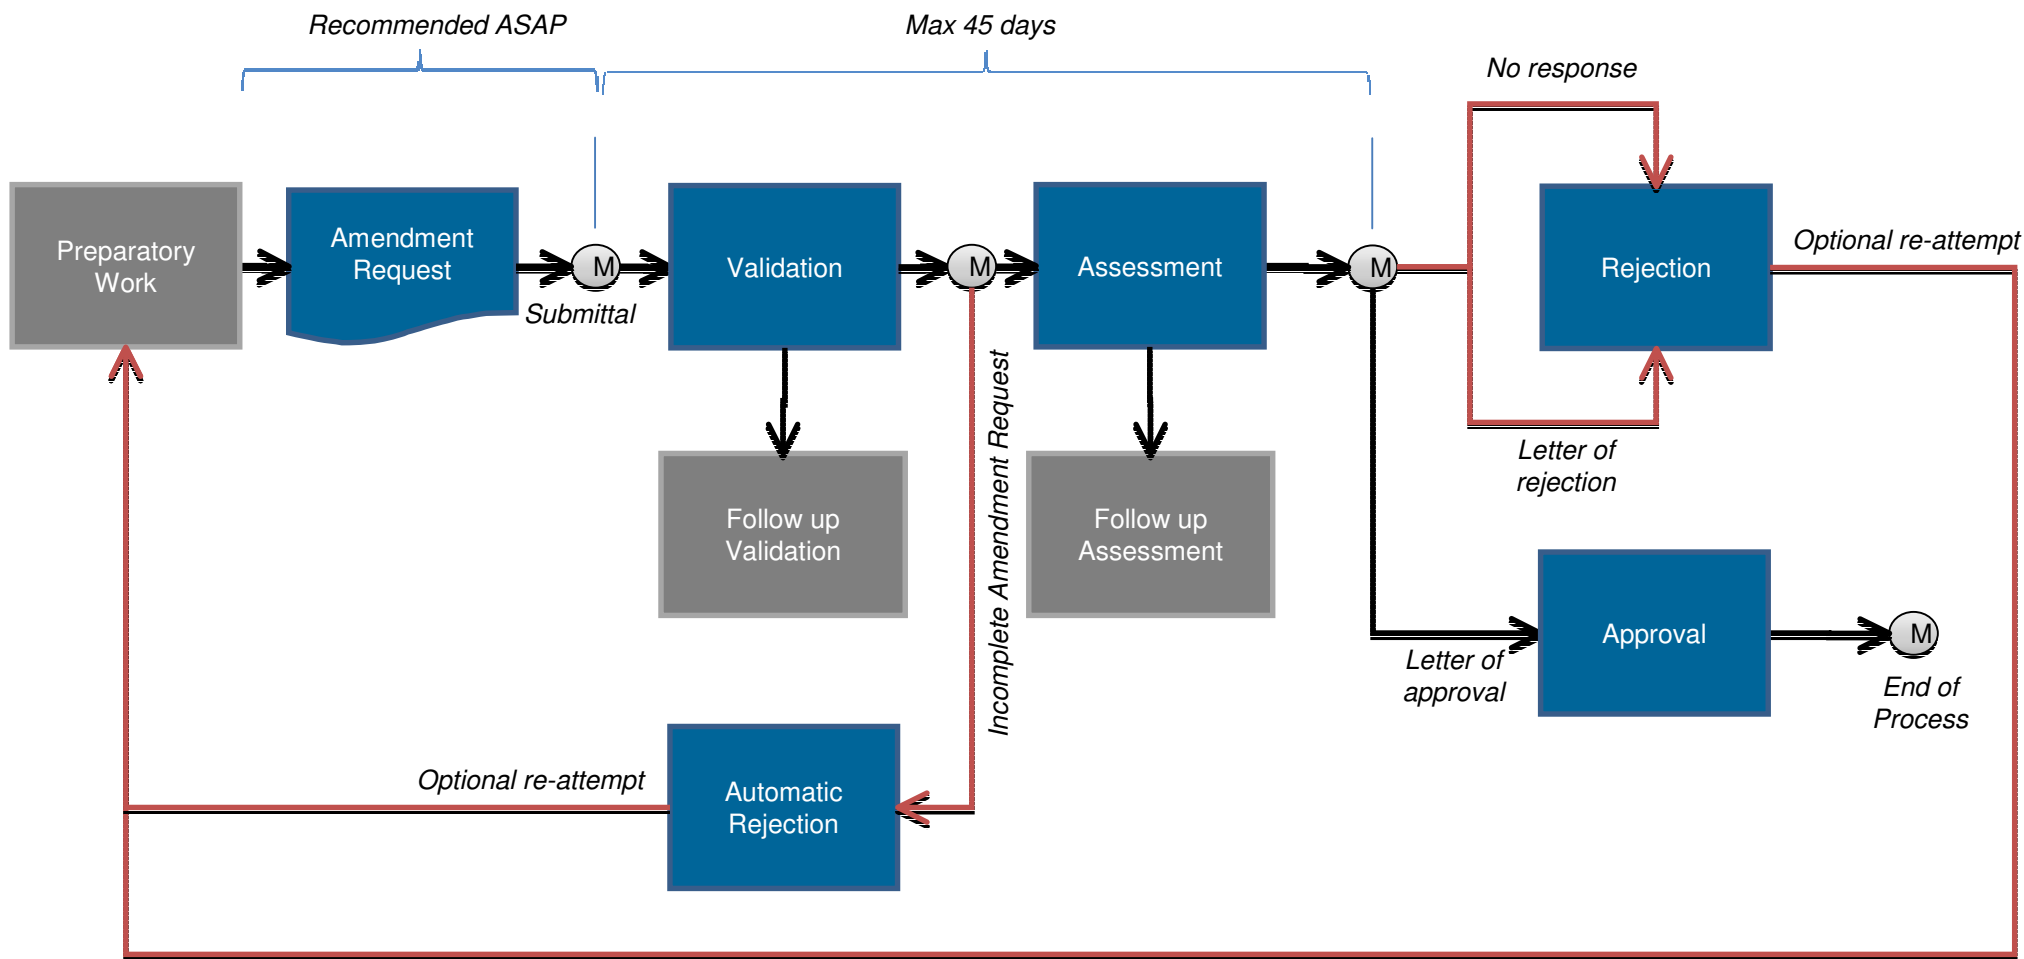 Recommended ASAP
Max 45 days
No response
Preparatory
Work
Amendment
Request
M
Submittal
Validation
M
Assessment
M
Rejection
Optional re-attempt
Letter of
rejection
Incomplete Amendment Request
Follow up
Validation
Follow up
Assessment
Letter of
approval
Approval
M
End of
Process
Optional re-attempt
Automatic
Rejection